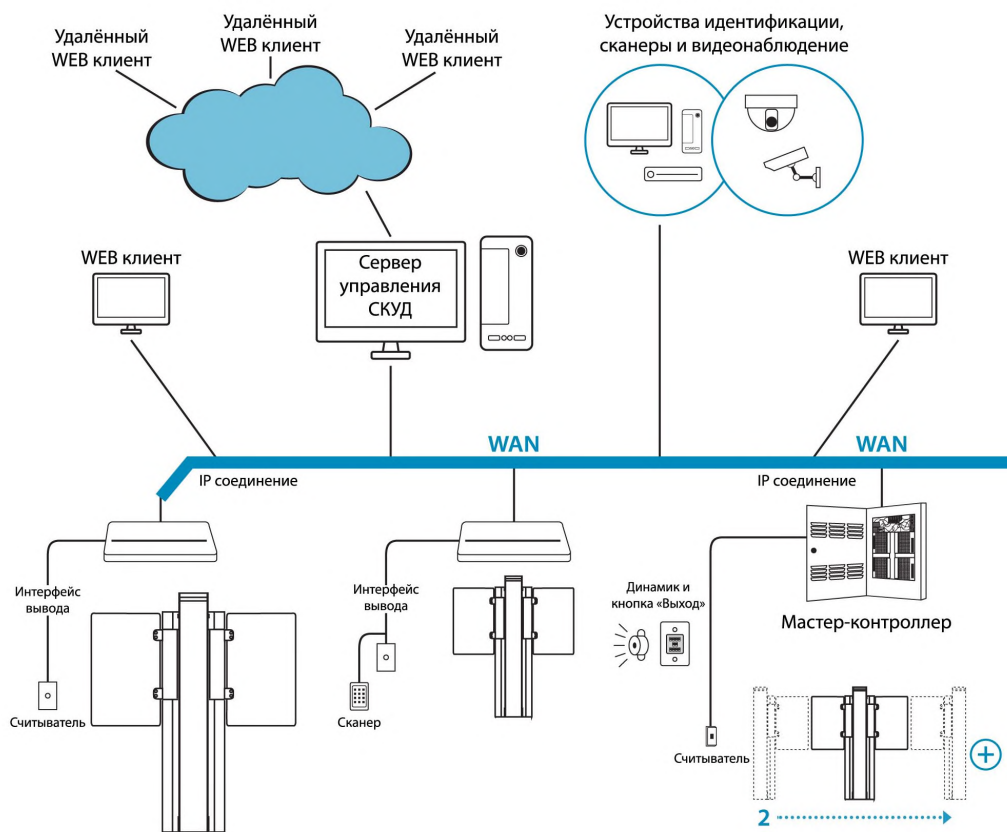 Удалённый
WEB клиент
Удалённый
WEB клиент
Удалённый
WEB клиент
Устройства идентификации,
сканеры и видеонаблюдение
WEB клиент
Сервер
управления
СКУД
WEB клиент
WAN
WAN
IP соединение
IP соединение
Интерфейс
вывода
Считыватель
Интерфейс
вывода
Сканер
Динамик и
кнопка «Выход»
Мастер-контроллер
Считыватель
2